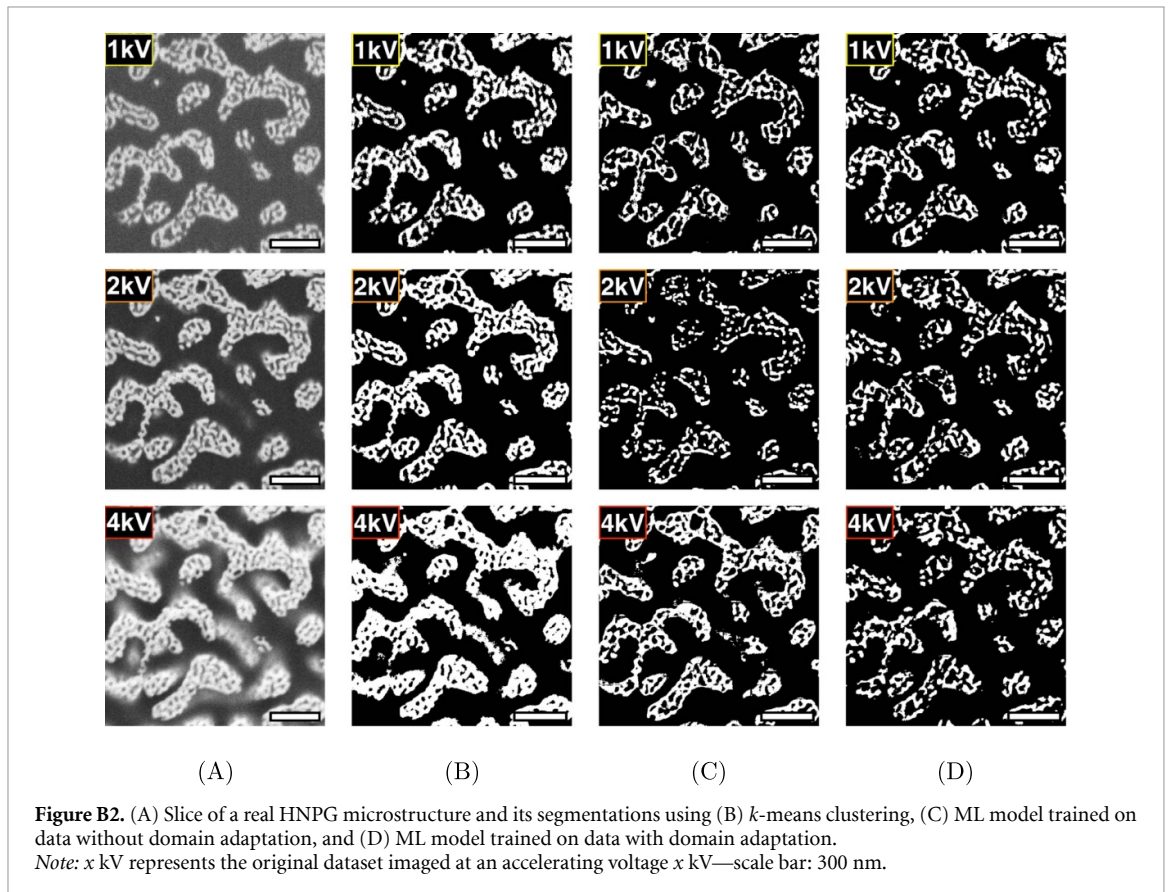 1kV 1kV 1kV 1kV
2kV 2kV 2kV 2kV
4kV 4kV 4kV 4kV
(A) (B) (C) (D)
Figure B2. (A) Slice of a real HNPG microstructure and its segmentations using (B) k-means clustering, (C) ML model trained on
data without domain adaptation, and (D) ML model trained on data with domain adaptation.
Note: x kV represents the original dataset imaged at an accelerating voltage x kV—scale bar: 300 nm.